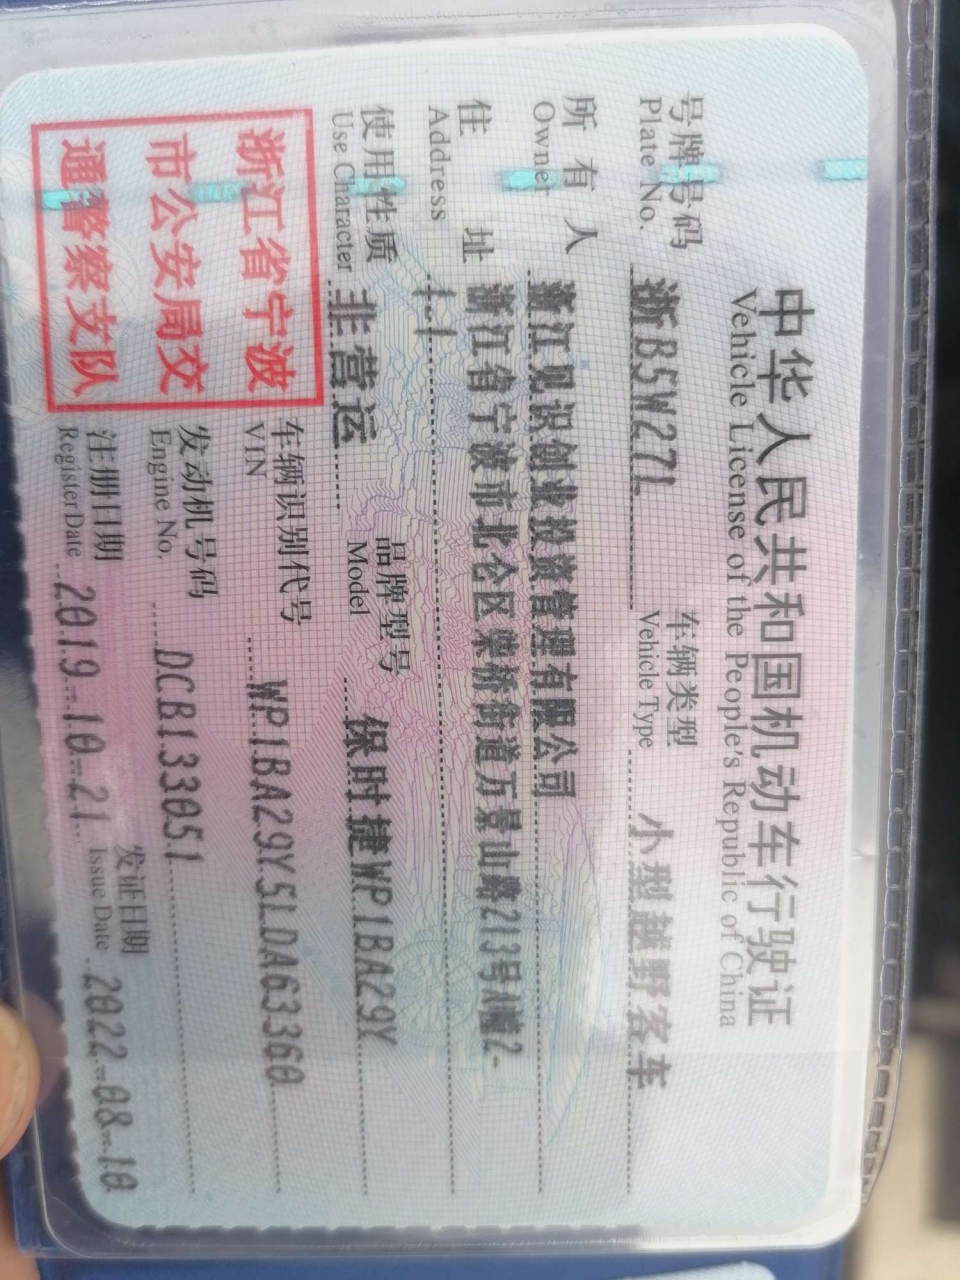 中华人民共和国机动车行驶证
Vehicle License of the People's Republic of China
号牌号码 浙B5W27L 车辆类型 小型越野客车
Plate No. Vehicle Type
所有人 浙江见识创业投资管理有限公司
Owner
住址 浙江省宁波市北仑区柴桥街道万景山路213号A幢2-
Address 1-1
使用性质 非营运 品牌型号 保时捷WP1BA29Y
Use Character Model
浙江省宁波
市公安局交
通警察支队
车辆识别代号 WP1BA29Y5LDA63360
VIN
发动机号码 DCB133051
Engine No.
注册日期 2019-10-21 发证日期 2022-08-10
Register Date Issue Date